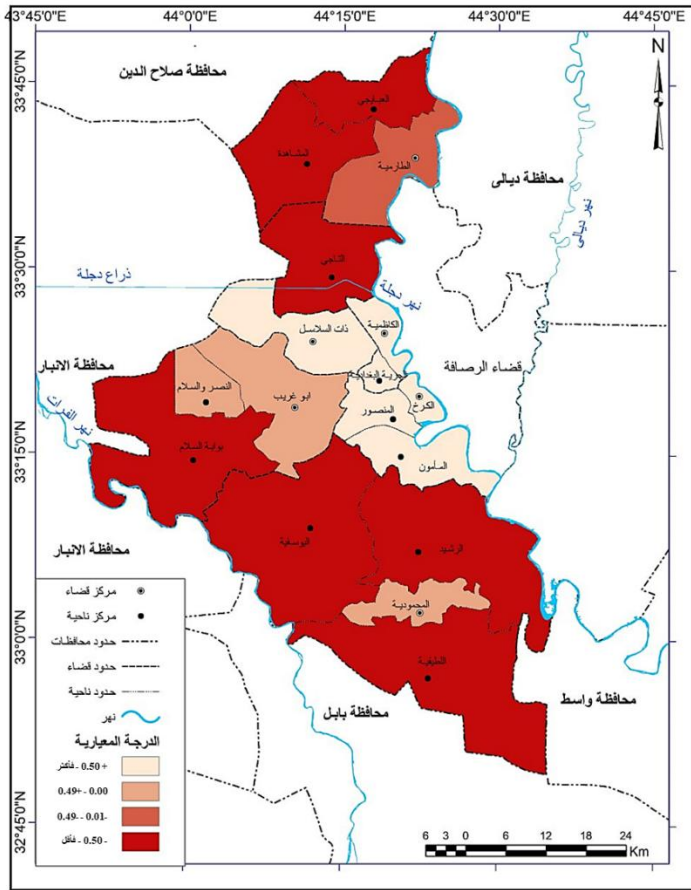 43°45'0"E
44°0'0"E
44°15'0"E
44°30'0"E
44°45'0"E
33°45'0"N
33°30'0"N
33°15'0"N
33°0'0"N
32°45'0"N
N
محافظة صلاح الدين
العبايجي
المشاهدة
الطارمية
محافظة ديالى
نهر ديالى
التاجي
ذراع دجلة
نهر دجلة
ذات السلاسل
الكاظمية
قضاء الرصافة
محافظة الانبار
النصر والسلام
ابو غريب
المنصور
الكرخ
نهر الفرات
بوابة السلام
المأمون
اليوسفية
الرشيد
محافظة الانبار
المحمودية
اللطيفية
محافظة بابل
محافظة واسط
مركز قضاء
مركز ناحية
حدود محافظات
حدود قضاء
حدود ناحية
نهر
الدرجة المعيارية
+0.50 - فأكثر
0.49+ - 0.00
0.49- - 0.01-
-0.50 - فأقل
6 3 0 6 12 18 24
Km